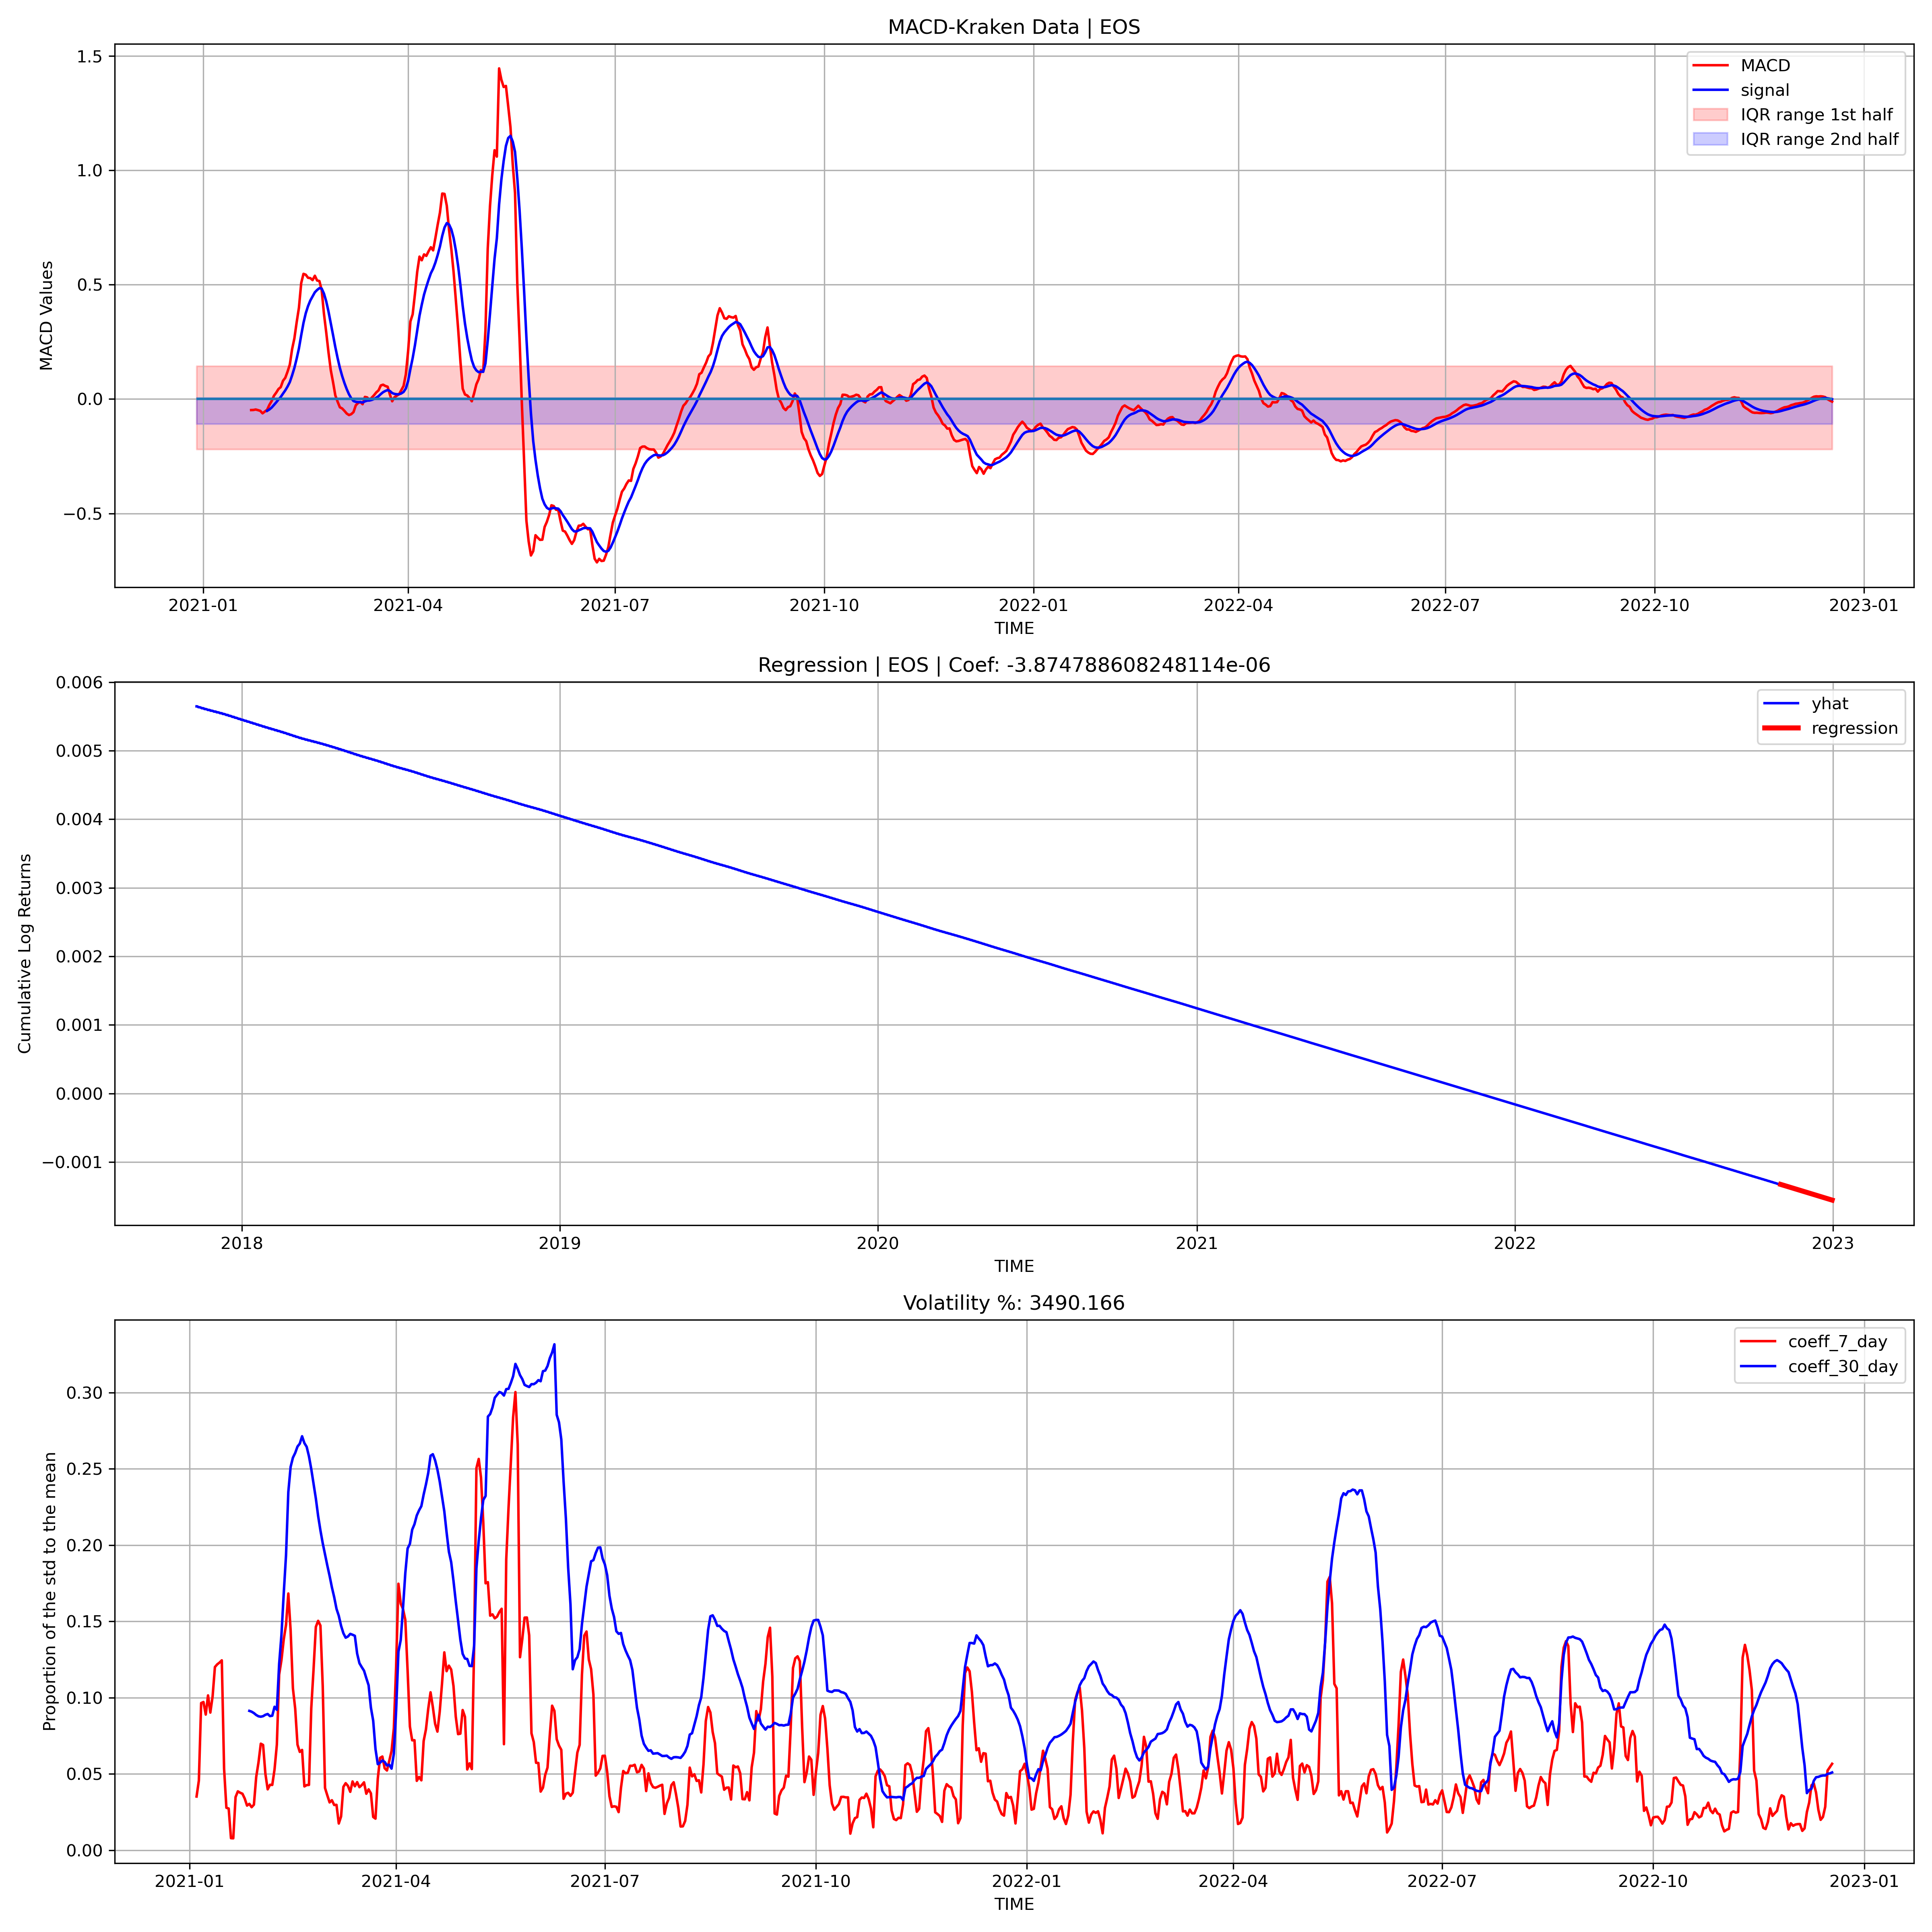 MACD-Kraken Data | EOS
MACD Values
1.5
1.0
0.5
0.0
−0.5
MACD
signal
IQR range 1st half
IQR range 2nd half
2021-01
2021-04
2021-07
2021-10
2022-01
2022-04
2022-07
2022-10
2023-01
TIME
Regression | EOS | Coef: -3.874788608248114e-06
Cumulative Log Returns
0.006
0.005
0.004
0.003
0.002
0.001
0.000
−0.001
yhat
regression
2018
2019
2020
2021
2022
2023
TIME
Volatility %: 3490.166
Proportion of the std to the mean
0.30
0.25
0.20
0.15
0.10
0.05
0.00
coeff_7_day
coeff_30_day
2021-01
2021-04
2021-07
2021-10
2022-01
2022-04
2022-07
2022-10
2023-01
TIME